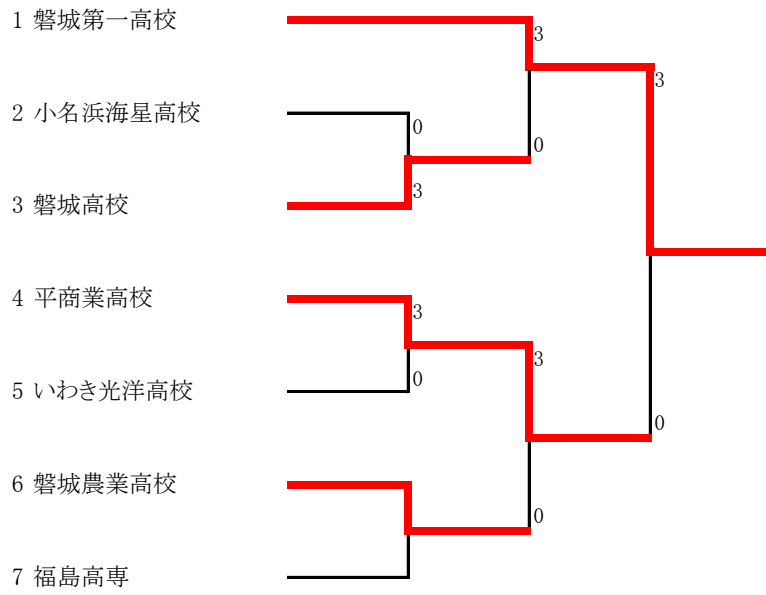 1 磐城第一高校
3
3
2 小名浜海星高校
0
0
3
3 磐城高校
4 平商業高校
3
3
0
5 いわき光洋高校
0
6 磐城農業高校
0
7 福島高専